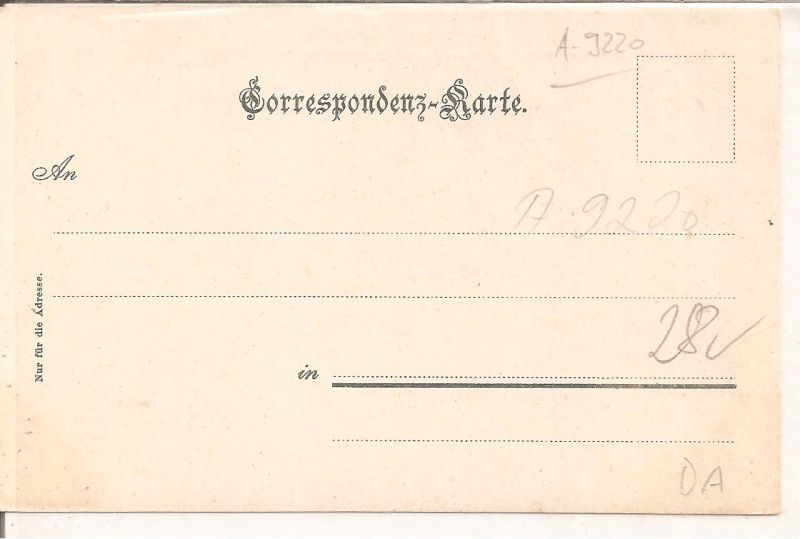 A-9220
Correspondenz-Karte.
An
A 9220
Nur für die Adresse.
28
in
DA